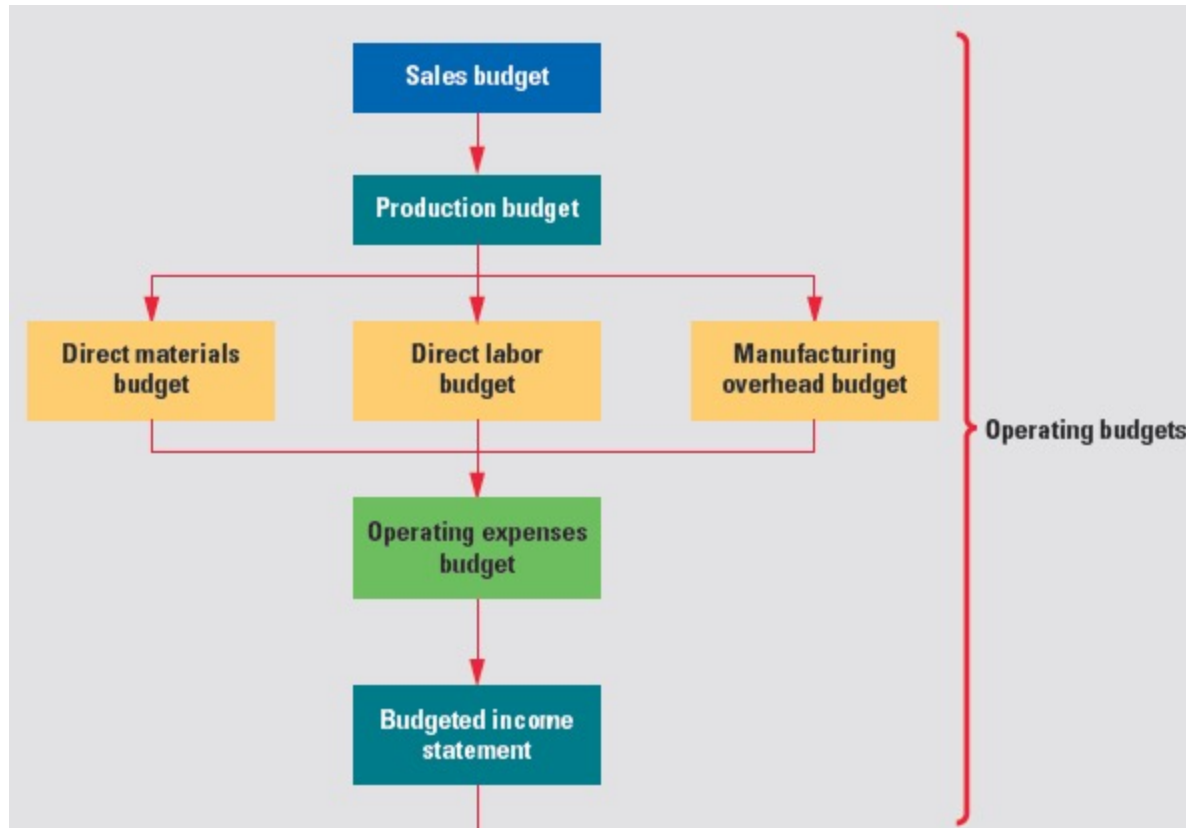 Sales budget
Production budget
Direct materials
budget
Direct labor
budget
Manufacturing
overhead budget
Operating budgets
Operating expenses
budget
Budgeted income
statement